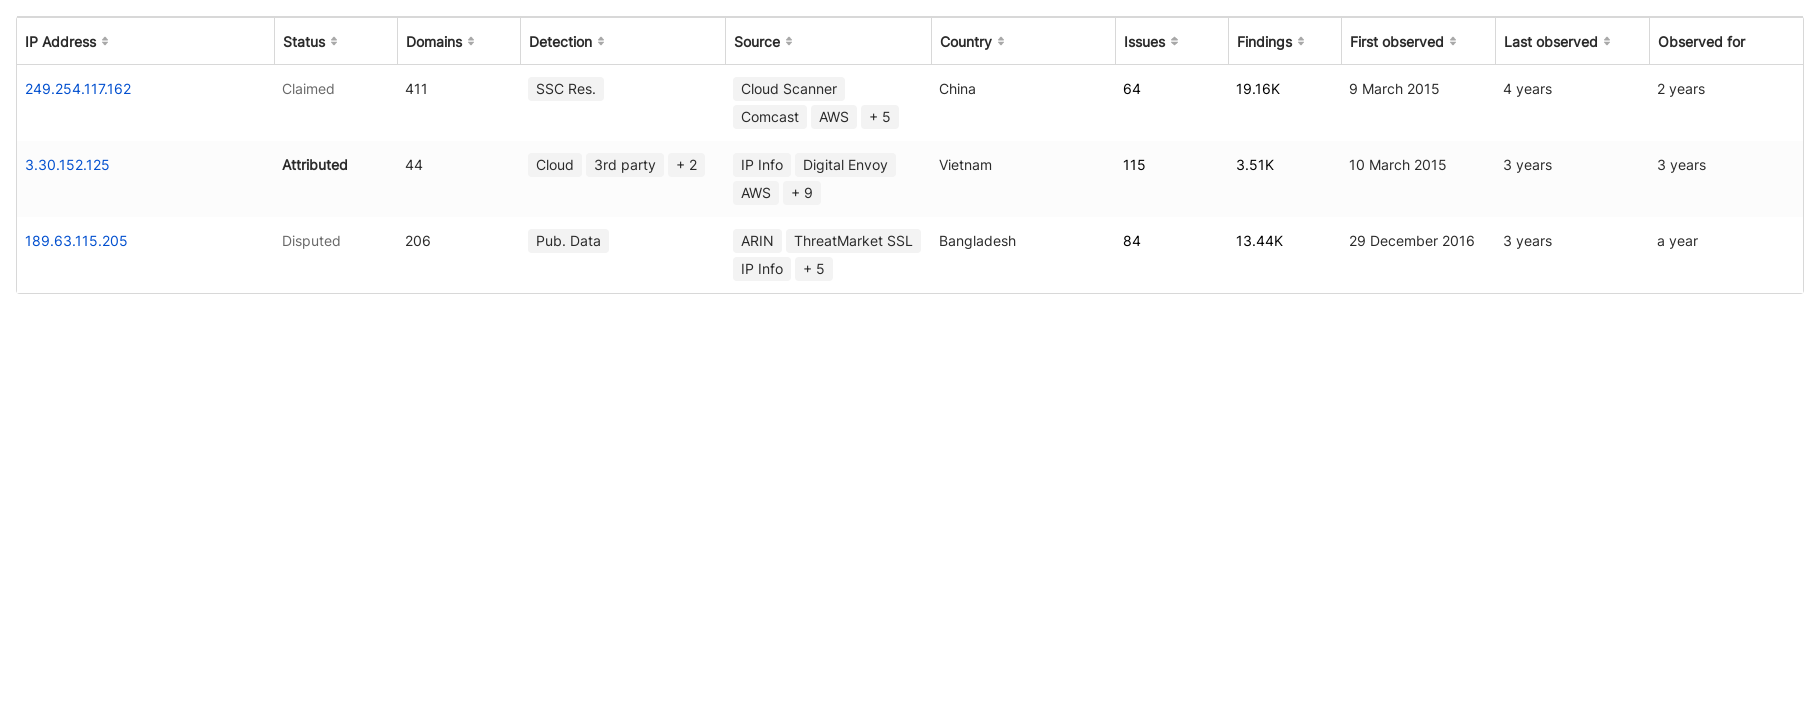 IP Address Status Domains Detection Source Country Issues Findings First observed Last observed Observed for
249.254.117.162 Claimed 411 SSC Res. Cloud Scanner China 64 19.16K 9 March 2015 4 years 2 years
Comcast AWS + 5
3.30.152.125 Attributed 44 Cloud 3rd party + 2 IP Info Digital Envoy Vietnam 115 3.51K 10 March 2015 3 years 3 years
AWS + 9
189.63.115.205 Disputed 206 Pub. Data ARIN ThreatMarket SSL Bangladesh 84 13.44K 29 December 2016 3 years a year
IP Info + 5